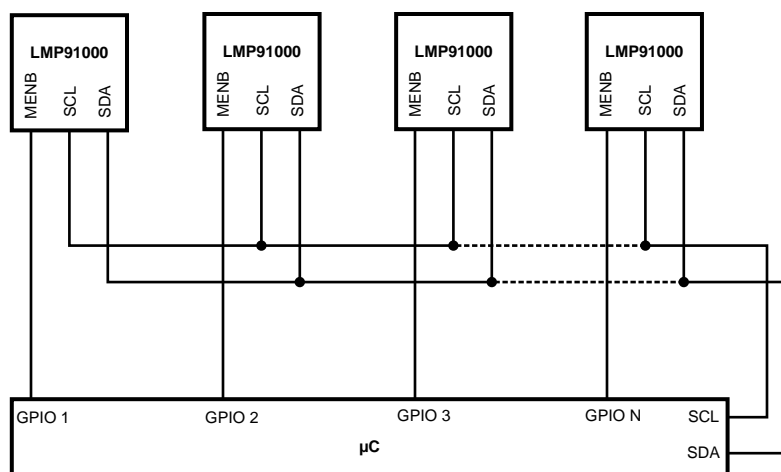 LMP91000
LMP91000
LMP91000
LMP91000
MENB
SCL
SDA
MENB
SCL
SDA
MENB
SCL
SDA
MENB
SCL
SDA
GPIO 1
GPIO 2
GPIO 3
GPIO N
SCL
µC
SDA